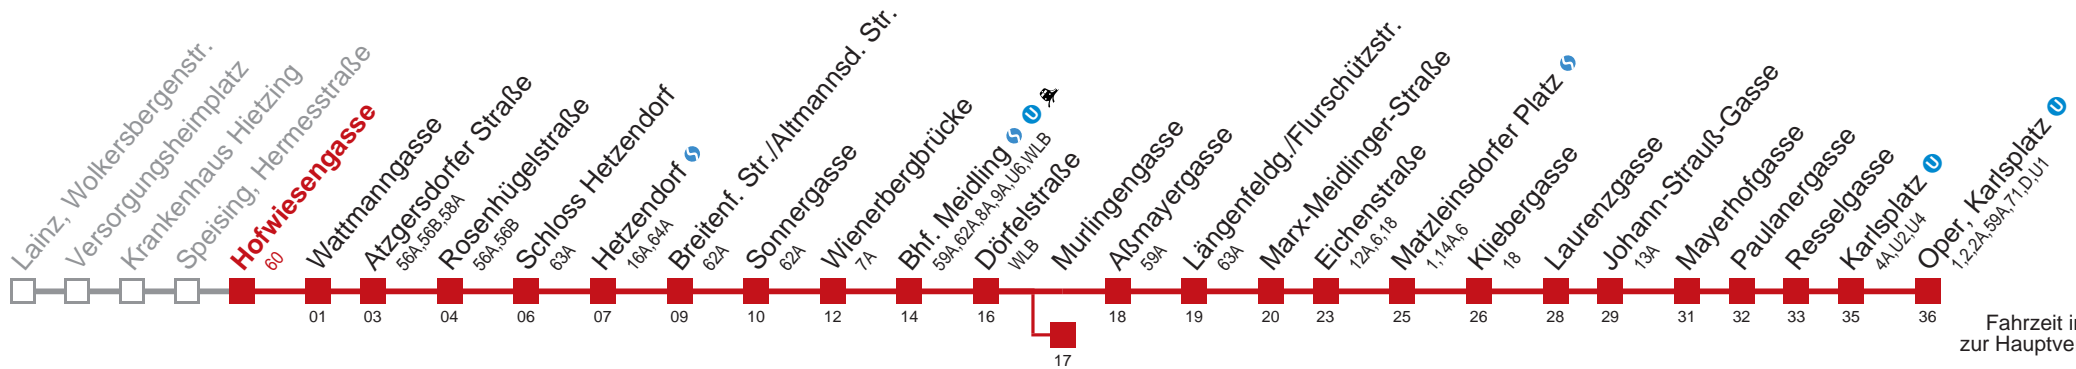 Lainz, Wolkersbergenstr.
Versorgungsheimplatz
Krankenhaus Hietzing
Speising, Hermesstraße
Hofwiesengasse
60
Wattmanngasse
01
Atzgersdorfer Straße
56A,56B,58A
03
Rosenhügelstraße
56A,56B
04
Schloss Hetzendorf
63A
06
Hetzendorf
16A,64A
07
Breitenf. Str./Altmannsd. Str.
62A
09
Sonnergasse
62A
10
Wienerbergbrücke
7A
12
Bhf. Meidling U
59A,62A,8A,9A,U6,WLB
14
Dörfelstraße
WLB
16
Murlingengasse
17
Aßmayergasse
59A
18
Längenfeldg./Flurschützstr.
63A
19
Marx-Meidlinger-Straße
20
Eichenstraße
12A,6,18
23
Matzleinsdorfer Platz
1,14A,6
25
Kliebergasse
18
26
Laurenzgasse
28
Johann-Strauß-Gasse
13A
29
Mayerhofgasse
31
Paulanergasse
32
Resselgasse
33
Karlsplatz U
4A,U2,U4
35
Oper, Karlsplatz U
1,2,2A,59A,71,D,U1
36
Fahrzeit i
zur Hauptve